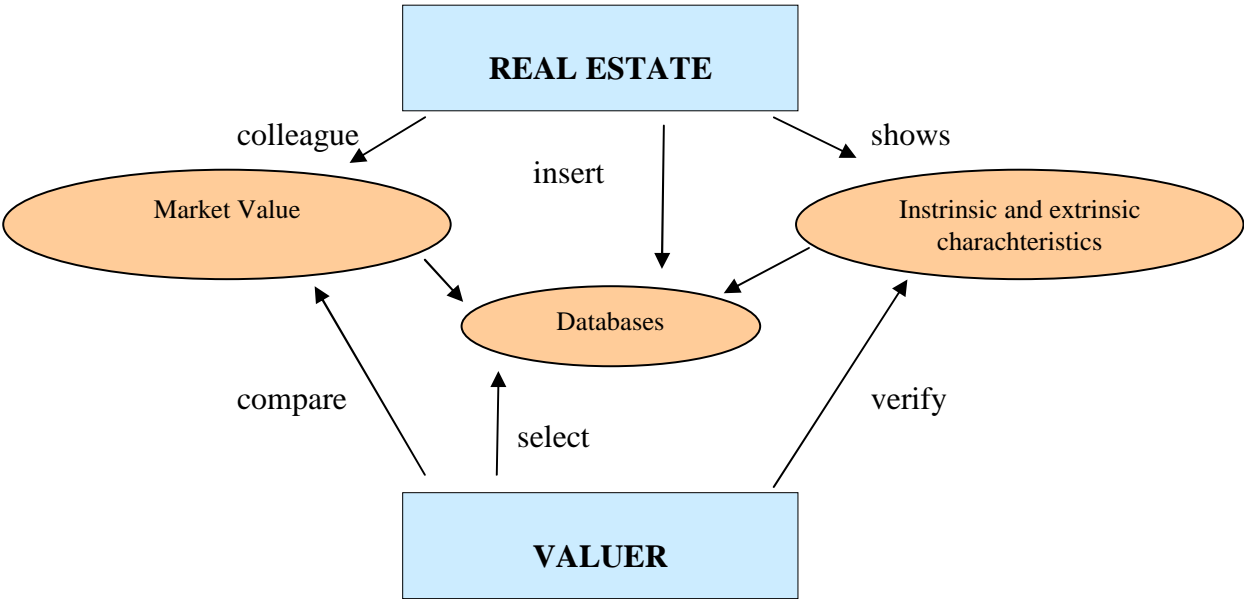 REAL ESTATE
colleague
shows
insert
Market Value
Instrinsic and extrinsic
charachteristics
Databases
compare
verify
select
VALUER